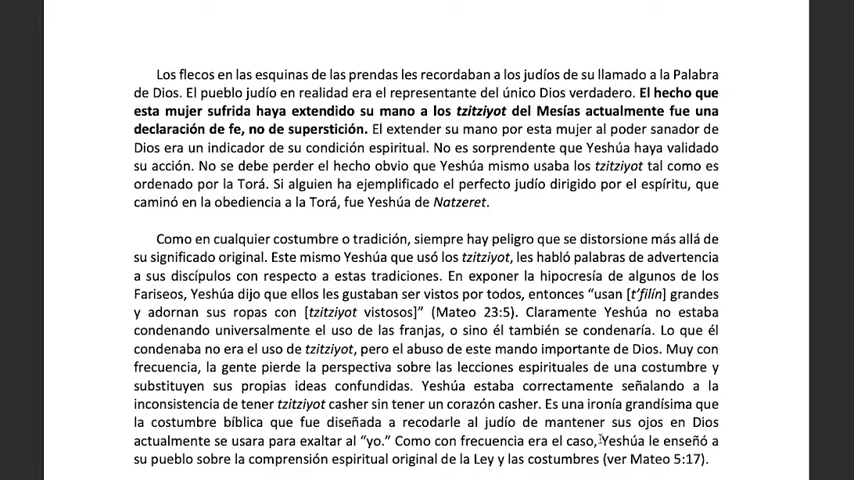 Los flecos en las esquinas de las prendas les recordaban a los judíos de su llamado a la Palabra
de Dios. El pueblo judío en realidad era el representante del único Dios verdadero. El hecho que
esta mujer sufrida haya extendido su mano a los tzitziyot del Mesías actualmente fue una
declaración de fe, no de superstición. El extender su mano por esta mujer al poder sanador de
Dios era un indicador de su condición espiritual. No es sorprendente que Yeshúa haya validado
su acción. No se debe perder el hecho obvio que Yeshúa mismo usaba los tzitziyot tal como es
ordenado por la Torá. Si alguien ha ejemplificado el perfecto judío dirigido por el espíritu, que
caminó en la obediencia a la Torá, fue Yeshúa de Natzeret.
Como en cualquier costumbre o tradición, siempre hay peligro que se distorsione más allá de
su significado original. Este mismo Yeshúa que usó los tzitziyot, les habló palabras de advertencia
a sus discípulos con respecto a estas tradiciones. En exponer la hipocresía de algunos de los
Fariseos, Yeshúa dijo que ellos les gustaban ser vistos por todos, entonces “usan [t’filín] grandes
y adornan sus ropas con [tzitziyot vistosos]” (Mateo 23:5). Claramente Yeshúa no estaba
condenando universalmente el uso de las franjas, o sino él también se condenaría. Lo que él
condenaba no era el uso de tzitziyot, pero el abuso de este mando importante de Dios. Muy con
frecuencia, la gente pierde la perspectiva sobre las lecciones espirituales de una costumbre y
substituyen sus propias ideas confundidas. Yeshúa estaba correctamente señalando a la
inconsistencia de tener tzitziyot casher sin tener un corazón casher. Es una ironía grandísima que
la costumbre bíblica que fue diseñada a recodarle al judío de mantener sus ojos en Dios
actualmente se usara para exaltar al “yo.” Como con frecuencia era el caso, Yeshúa le enseñó a
su pueblo sobre la comprensión espiritual original de la Ley y las costumbres (ver Mateo 5:17).